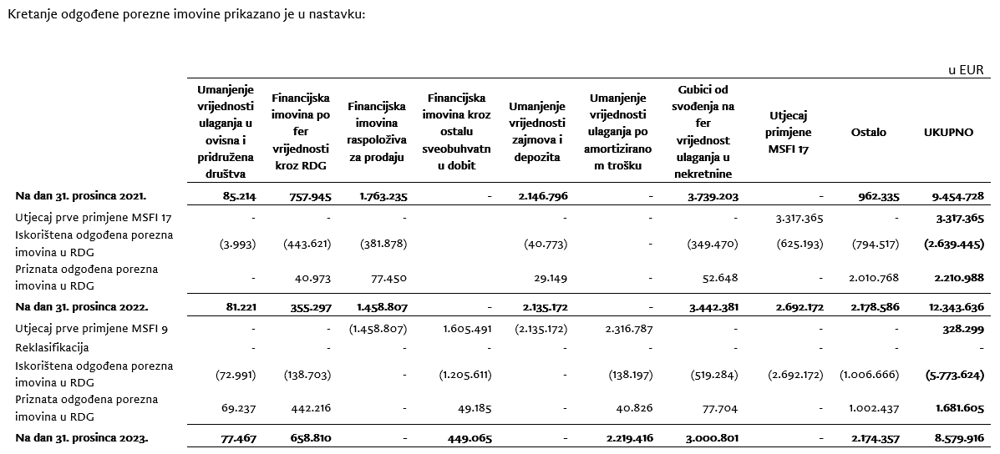 Kretanje odgođene porezne imovine prikazano je u nastavku:
u EUR
Umanjenje vrijednosti ulaganja u ovisna i pridružena društva
Financijska imovina po fer vrijednosti kroz RDG
Financijska imovina raspoloživa za prodaju
Financijska imovina kroz ostalu sveobuhvatn u dobit
Umanjenje vrijednosti zajmova i depozita
Umanjenje vrijednosti ulaganja po amortizirano m trošku
Gubici od svođenja na fer vrijednost ulaganja u nekretnine
Utjecaj primjene MSFI 17
Ostalo
UKUPNO
Na dan 31. prosinca 2021. 85.214 757.945 1.763.235 - 2.146.796 - 3.739.203 - 962.335 9.454.728
Utjecaj prve primjene MSFI 17 - - - - - - 3.317.365 - 3.317.365
Iskorištena odgođena porezna
imovina u RDG (3.993) (443.621) (381.878) (40.773) - (349.470) (625.193) (794.517) (2.639.445)
Priznata odgođena porezna
imovina u RDG - 40.973 77.450 29.149 - 52.648 - 2.010.768 2.210.988
Na dan 31. prosinca 2022. 81.221 355.297 1.458.807 - 2.135.172 - 3.442.381 2.692.172 2.178.586 12.343.636
Utjecaj prve primjene MSFI 9 - - (1.458.807) 1.605.491 (2.135.172) 2.316.787 - - - 328.299
Reklasifikacija - - - - - - - - - -
Iskorištena odgođena porezna
imovina u RDG (72.991) (138.703) - (1.205.611) - (138.197) (519.284) (2.692.172) (1.006.666) (5.773.624)
Priznata odgođena porezna
imovina u RDG 69.237 442.216 - 49.185 - 40.826 77.704 - 1.002.437 1.681.605
Na dan 31. prosinca 2023. 77.467 658.810 - 449.065 - 2.219.416 3.000.801 - 2.174.357 8.579.916